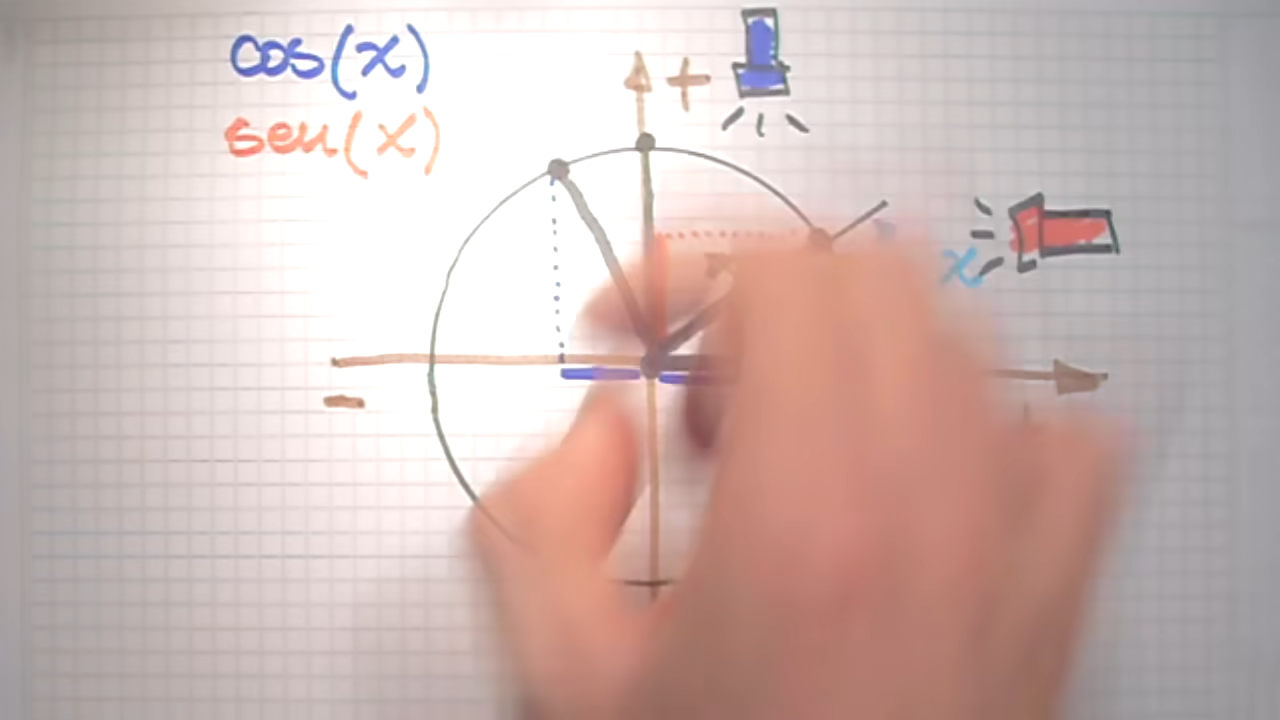 cos(x)
sen(x)
+
x
-